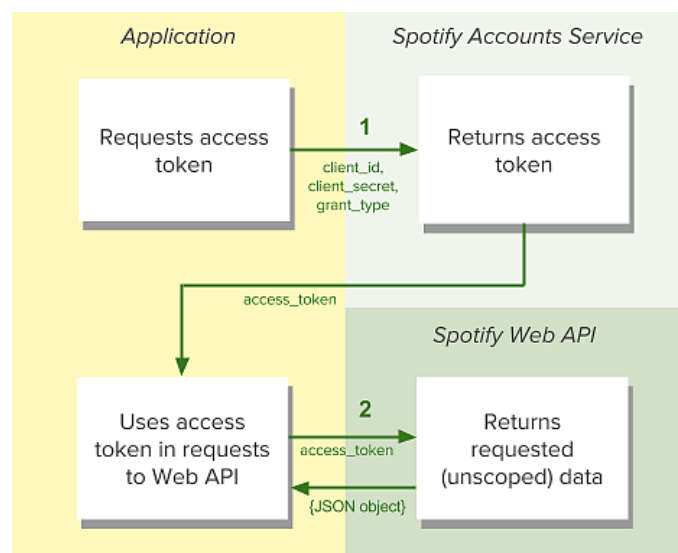 Application
Spotify Accounts Service
Requests access
token
1
client_id,
client_secret,
grant_type
Returns access
token
access_token
Spotify Web API
Uses access
token in requests
to Web API
2
access_token
{JSON object}
Returns
requested
(unscoped) data